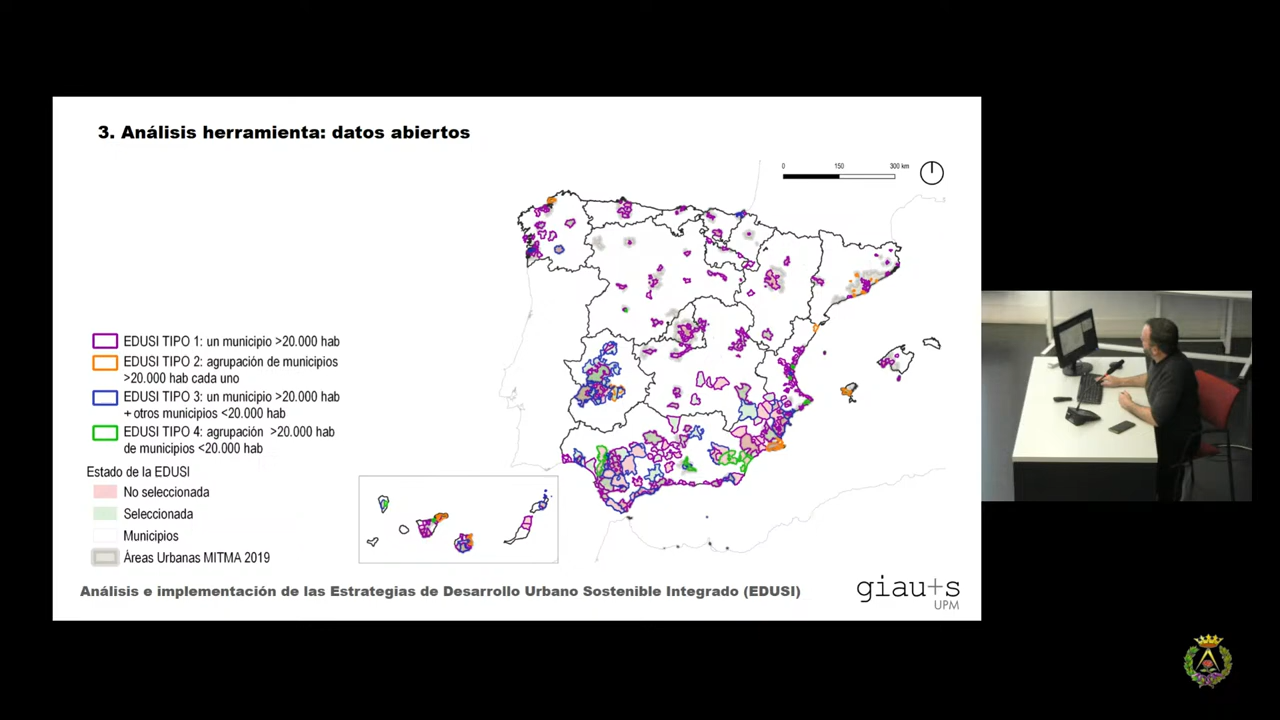 3. Análisis herramienta: datos abiertos
0 150 300 km
EDUSI TIPO 1: un municipio >20.000 hab
EDUSI TIPO 2: agrupación de municipios
>20.000 hab cada uno
EDUSI TIPO 3: un municipio >20.000 hab
+ otros municipios <20.000 hab
EDUSI TIPO 4: agrupación >20.000 hab
de municipios <20.000 hab
Estado de la EDUSI
No seleccionada
Seleccionada
Municipios
Áreas Urbanas MITMA 2019
Análisis e implementación de las Estrategias de Desarrollo Urbano Sostenible Integrado (EDUSI)
giau+s
UPM